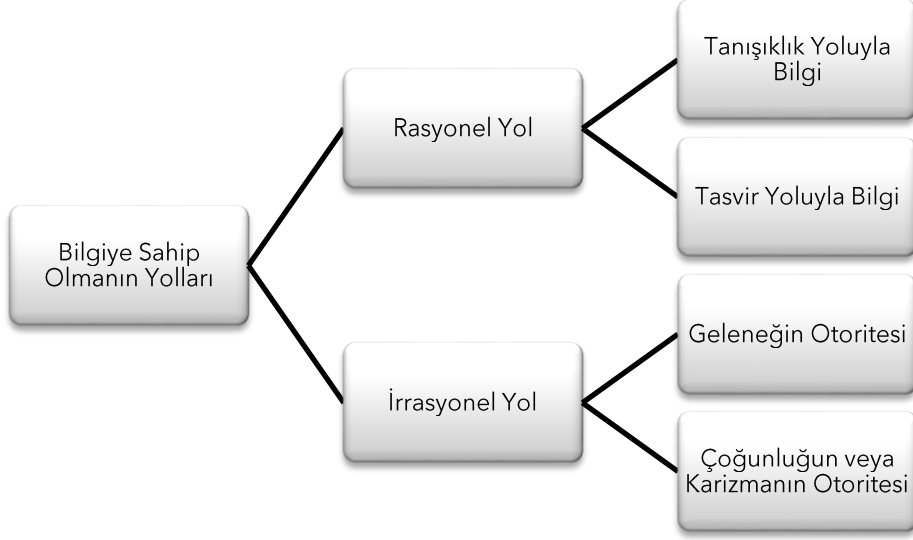 Bilgiye Sahip
Olmanın Yolları
Rasyonel Yol
Tanışıklık Yoluyla
Bilgi
Tasvir Yoluyla Bilgi
İrrasyonel Yol
Geleneğin Otoritesi
Çoğunluğun veya
Karizmanın Otoritesi